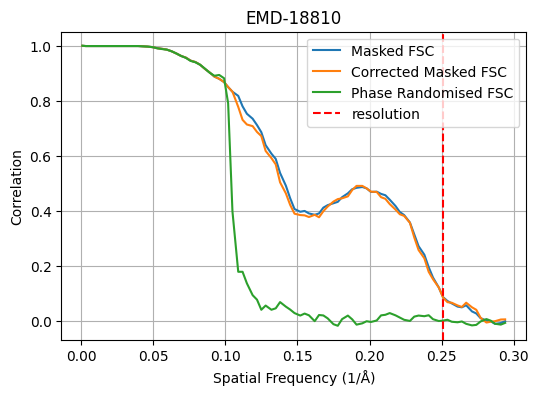 EMD-18810
Masked FSC
Corrected Masked FSC
Phase Randomised FSC
resolution
Correlation
1.0
0.8
0.6
0.4
0.2
0.0
0.00 0.05 0.10 0.15 0.20 0.25 0.30
Spatial Frequency (1/Å)